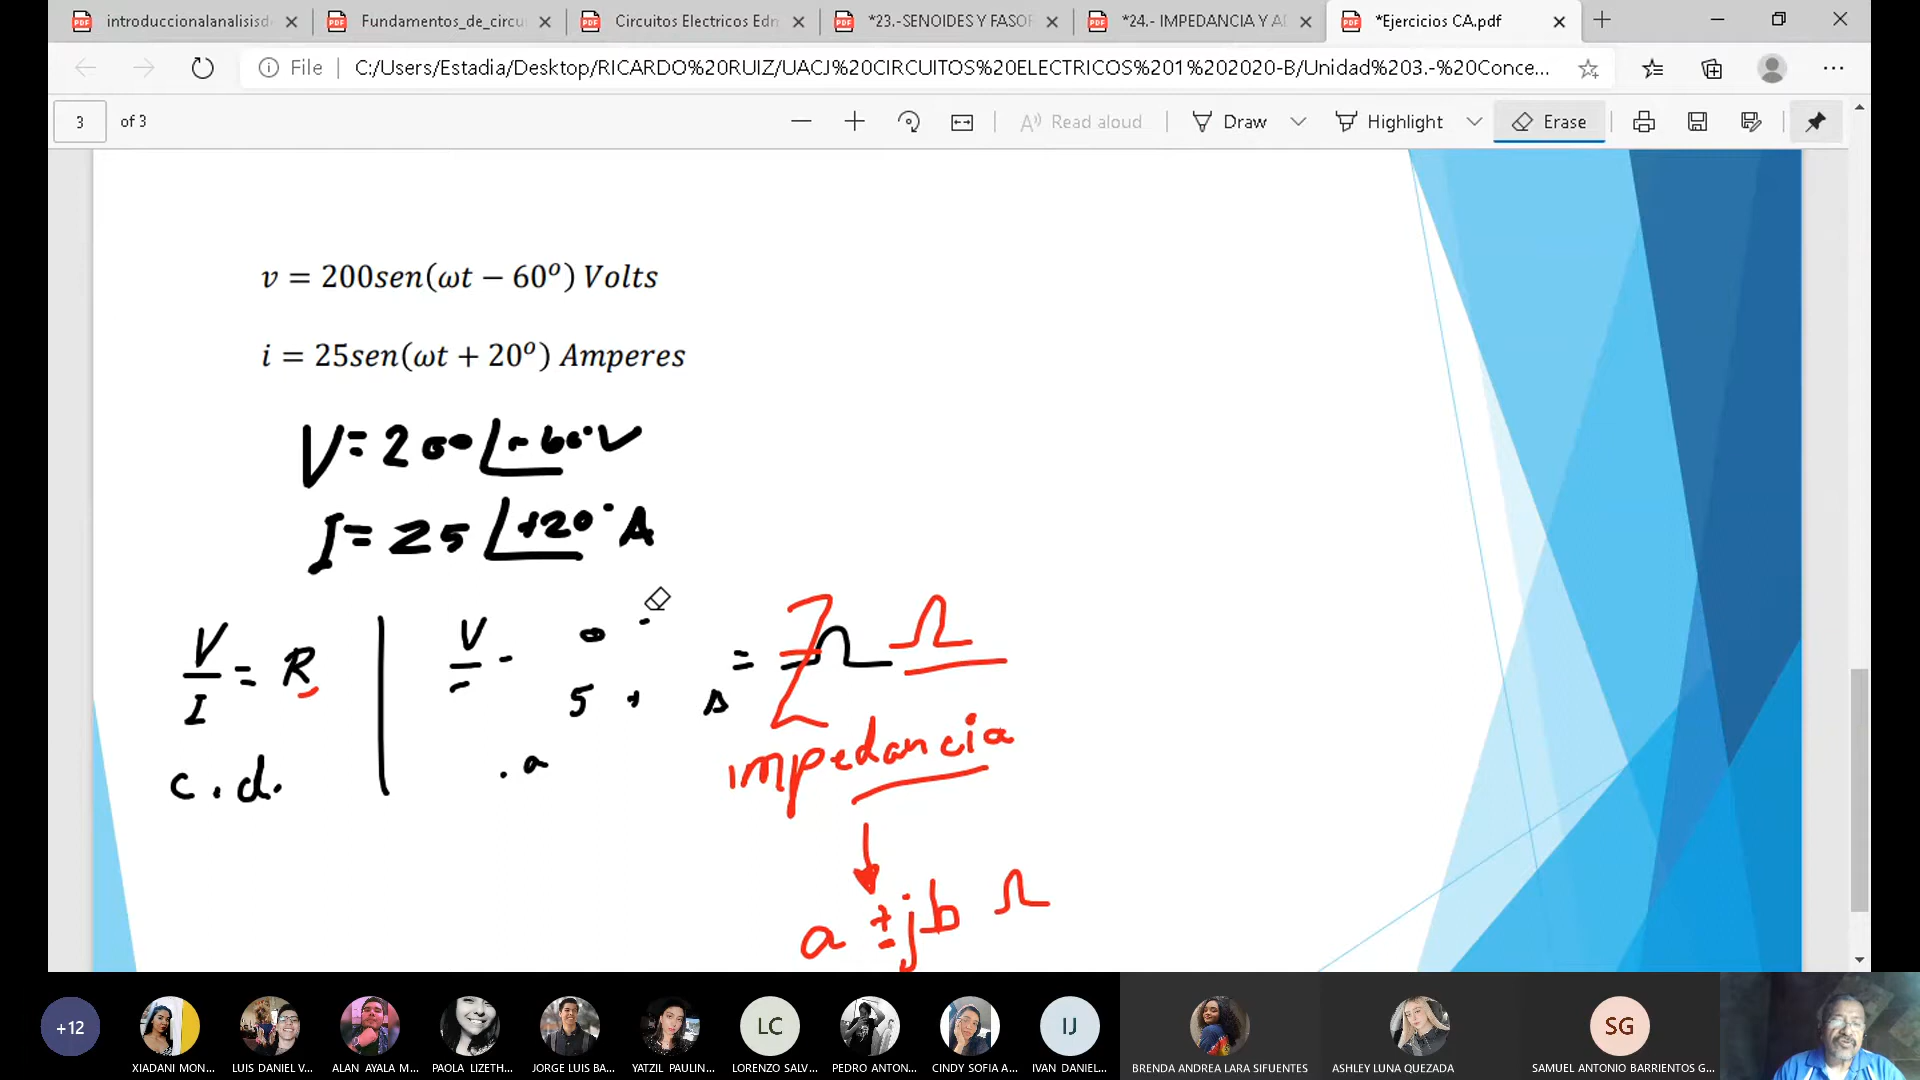 introduccionalanalisisd
Fundamentos_de_circu
Circuitos Electricos Edm
*23.-SENOIDES Y FASOR
*24.- IMPEDANCIA Y A
*Ejercicios CA.pdf
File
C:/Users/Estadia/Desktop/RICARDO%20RUIZ/UACJ%20CIRCUITOS%20ELECTRICOS%201%202020-B/Unidad%203.-%20Conce...
3 of 3
Read aloud
Draw
Highlight
Erase
v = 200sen(ωt − 60°) Volts
i = 25sen(ωt + 20°) Amperes
V = 200 ∠-60° V
I = 25 ∠+20° A
V/I = R
c.d.
V
5 +
= Z Ω
impedancia
a ± jb Ω
+12
XIADANI MON...
LUIS DANIEL V...
ALAN AYALA M...
PAOLA LIZETH...
JORGE LUIS BA...
YATZIL PAULIN...
LC
LORENZO SALV...
PEDRO ANTON...
CINDY SOFIA A...
IJ
IVAN DANIEL...
BRENDA ANDREA LARA SIFUENTES
ASHLEY LUNA QUEZADA
SG
SAMUEL ANTONIO BARRIENTOS G...